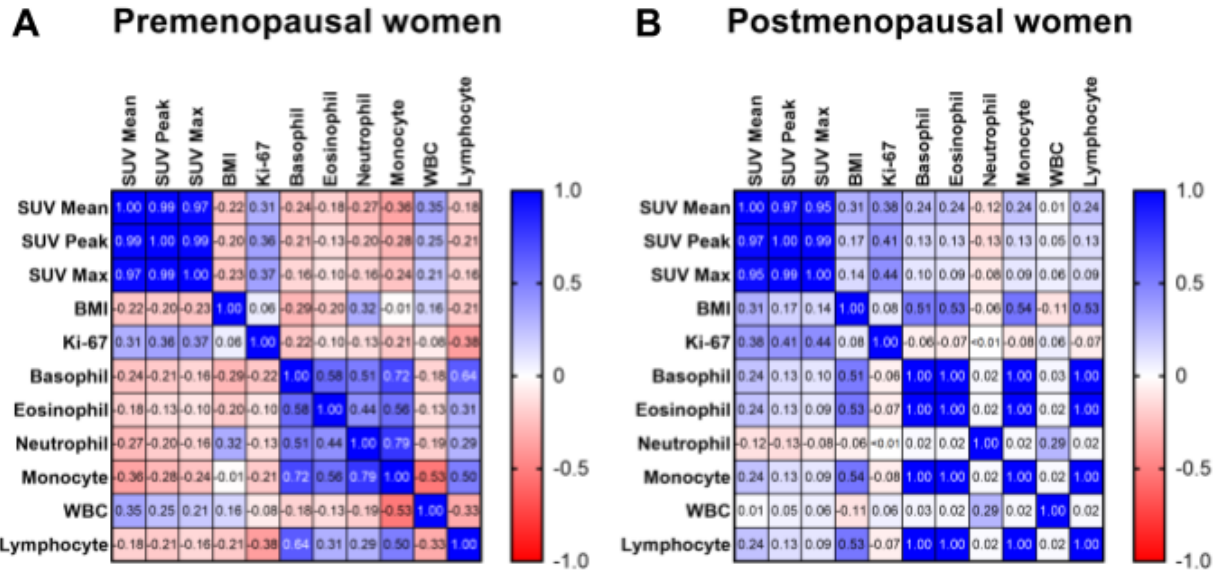 A Premenopausal women
SUV Mean SUV Peak SUV Max BMI Ki-67 Basophil Eosinophil Neutrophil Monocyte WBC Lymphocyte
SUV Mean 1.00 0.99 0.97 -0.22 0.31 -0.24 -0.18 -0.27 -0.36 0.35 -0.18
SUV Peak 0.99 1.00 0.99 -0.20 0.36 -0.21 -0.13 -0.20 -0.28 0.25 -0.21
SUV Max 0.97 0.99 1.00 -0.23 0.37 -0.16 -0.10 -0.16 -0.24 0.21 -0.16
BMI -0.22 -0.20 -0.23 1.00 0.06 -0.29 -0.20 0.32 -0.01 0.16 -0.21
Ki-67 0.31 0.36 0.37 0.06 1.00 -0.22 -0.10 -0.13 -0.21 -0.08 -0.38
Basophil -0.24 -0.21 -0.16 -0.29 -0.22 1.00 0.58 0.51 0.72 -0.18 0.64
Eosinophil -0.18 -0.13 -0.10 -0.20 -0.10 0.58 1.00 0.44 0.56 -0.13 0.31
Neutrophil -0.27 -0.20 -0.16 0.32 -0.13 0.51 0.44 1.00 0.79 -0.19 0.29
Monocyte -0.36 -0.28 -0.24 -0.01 -0.21 0.72 0.56 0.79 1.00 -0.53 0.50
WBC 0.35 0.25 0.21 0.16 -0.08 -0.18 -0.13 -0.19 -0.53 1.00 -0.33
Lymphocyte -0.18 -0.21 -0.16 -0.21 -0.38 0.64 0.31 0.29 0.50 -0.33 1.00
1.0
0.5
0
-0.5
-1.0
B Postmenopausal women
SUV Mean SUV Peak SUV Max BMI Ki-67 Basophil Eosinophil Neutrophil Monocyte WBC Lymphocyte
SUV Mean 1.00 0.97 0.95 0.31 0.38 0.24 0.24 -0.12 0.24 0.01 0.24
SUV Peak 0.97 1.00 0.99 0.17 0.41 0.13 0.13 -0.13 0.13 0.05 0.13
SUV Max 0.95 0.99 1.00 0.14 0.44 0.10 0.09 -0.08 0.09 0.06 0.09
BMI 0.31 0.17 0.14 1.00 0.08 0.51 0.53 -0.06 0.54 -0.11 0.53
Ki-67 0.38 0.41 0.44 0.08 1.00 -0.06 -0.07 <0.01 -0.08 0.06 -0.07
Basophil 0.24 0.13 0.10 0.51 -0.06 1.00 1.00 0.02 1.00 0.03 1.00
Eosinophil 0.24 0.13 0.09 0.53 -0.07 1.00 1.00 0.02 1.00 0.02 1.00
Neutrophil -0.12 -0.13 -0.08 -0.06 <0.01 0.02 0.02 1.00 0.02 0.29 0.02
Monocyte 0.24 0.13 0.09 0.54 -0.08 1.00 1.00 0.02 1.00 0.02 1.00
WBC 0.01 0.05 0.06 -0.11 0.06 0.03 0.02 0.29 0.02 1.00 0.02
Lymphocyte 0.24 0.13 0.09 0.53 -0.07 1.00 1.00 0.02 1.00 0.02 1.00
1.0
0.5
0
-0.5
-1.0